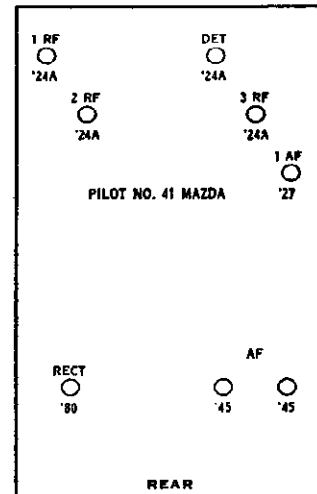 1 RF DET
'24A '24A
2 RF 3 RF
'24A '24A
1 AF
PILOT NO. 41 MAZDA '27
AF
RECT
'80 '45 '45
REAR